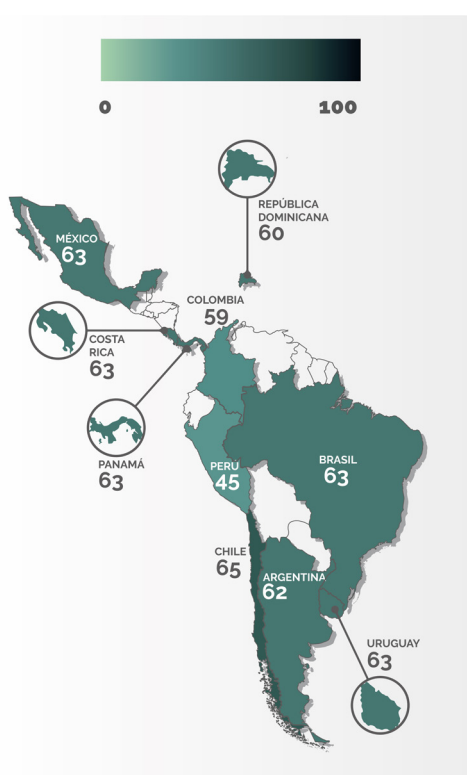 0 100
REPÚBLICA
DOMINICANA
60
MÉXICO
63
COLOMBIA
59
COSTA
RICA
63
PANAMÁ
63
PERÚ
45
BRASIL
63
CHILE
65
ARGENTINA
62
URUGUAY
63